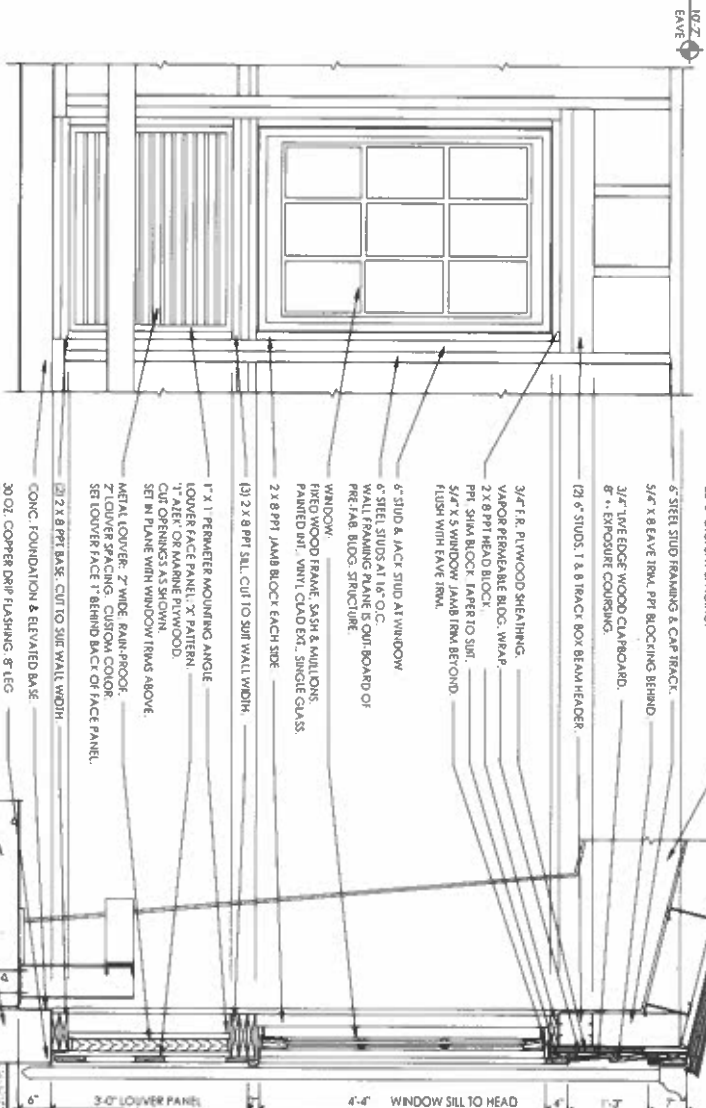 10'-2"
EAVE
6" STEEL STUD FRAMING & CAP TRACK.
5/4" X 8 EAVE TRIM, PPT BLOCKING BEHIND.
3/4" LIVE EDGE WOOD CLAPBOARD.
8" +- EXPOSURE COURSING.
(2) 6" STUDS, T & B TRACK BOX BEAM HEADER.
3/4" F.R. PLYWOOD SHEATHING.
VAPOR PERMEABLE BLDG. WRAP.
2 X 8 PPT HEAD BLOCK.
PPT. SHIM BLOCK. TAPER TO SUIT.
5/4" X 5 WINDOW JAMB TRIM BEYOND.
FLUSH WITH EAVE TRIM.
6" STUD & JACK STUD AT WINDOW
6" STEEL STUDS AT 16" O.C.
WALL FRAMING PLANE IS OUT-BOARD OF
PRE-FAB. BLDG. STRUCTURE.
WINDOW:
FIXED WOOD FRAME, SASH & MULLIONS.
PAINTED INT., VINYL CLAD EXT., SINGLE GLASS.
2 X 8 PPT JAMB BLOCK EACH SIDE
(3) 2 X 8 PPT SILL. CUT TO SUIT WALL WIDTH.
1" X 1" PERIMETER MOUNTING ANGLE
LOUVER FACE PANEL: 'X' PATTERN
'1" AZEK' OR MARINE PLYWOOD.
CUT OPENINGS AS SHOWN.
SET IN PLANE WITH WINDOW TRIMS ABOVE.
METAL LOUVER: 2" WIDE, RAIN-PROOF.
2" LOUVER SPACING. CUSTOM COLOR.
SET LOUVER FACE 1" BEHIND BACK OF FACE PANEL.
(2) 2 X 8 PPT BASE. CUT TO SUIT WALL WIDTH.
CONC. FOUNDATION & ELEVATED BASE
30 OZ. COPPER DRIP FLASHING. 8" LEG
6"
3'-0" LOUVER PANEL
4'-4" WINDOW SILL TO HEAD
4"
7"